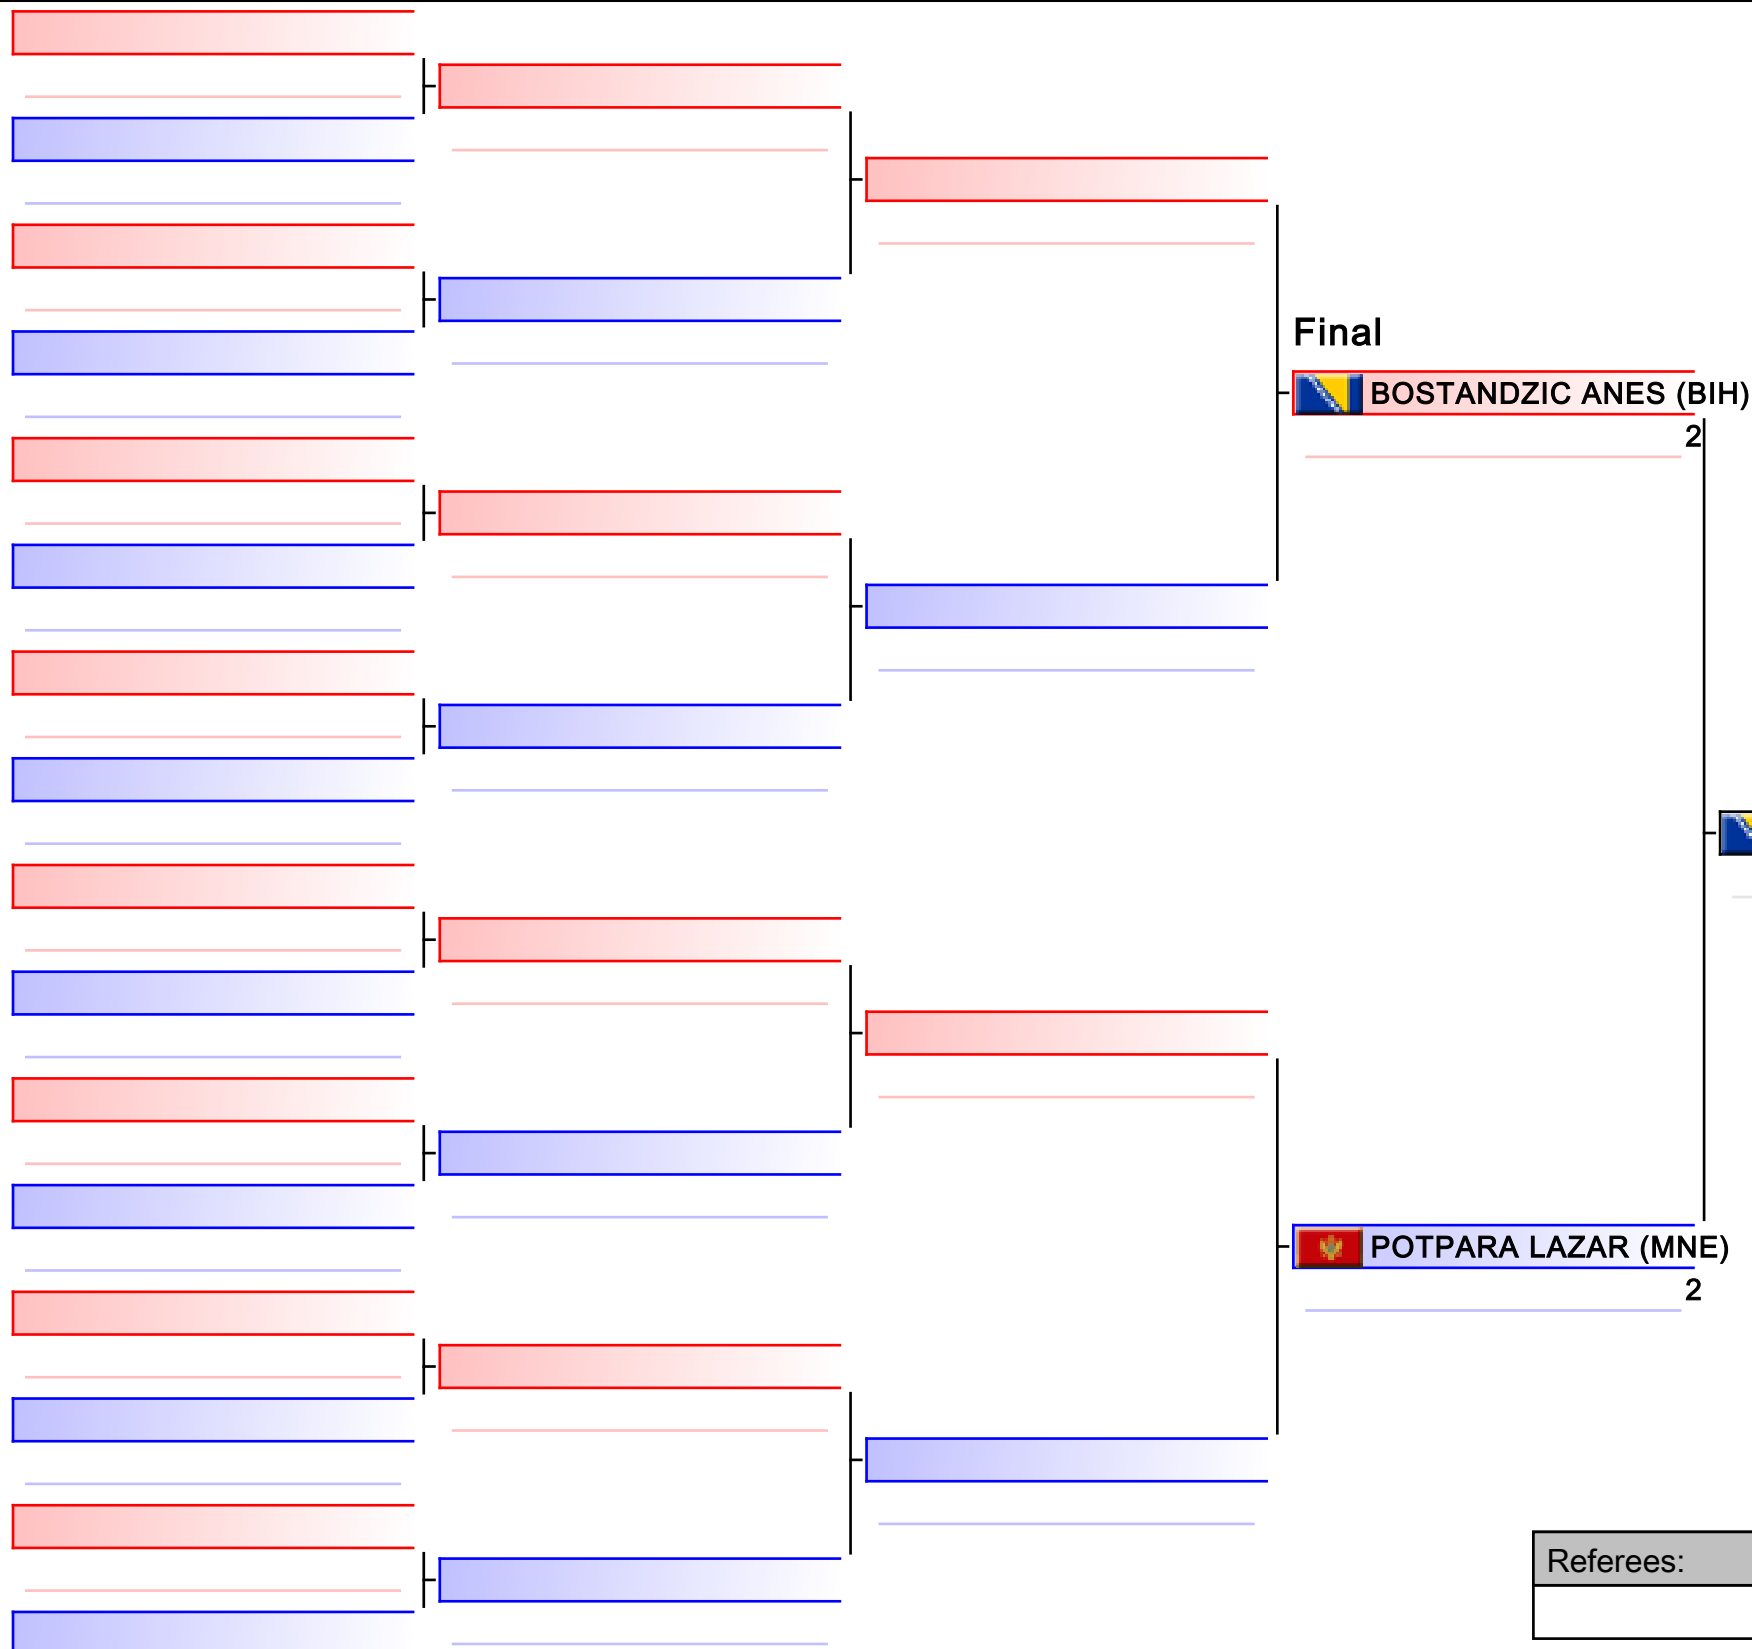 Final
BOSTANDZIC ANES (BIH)
2
POTPARA LAZAR (MNE)
2
Referees: